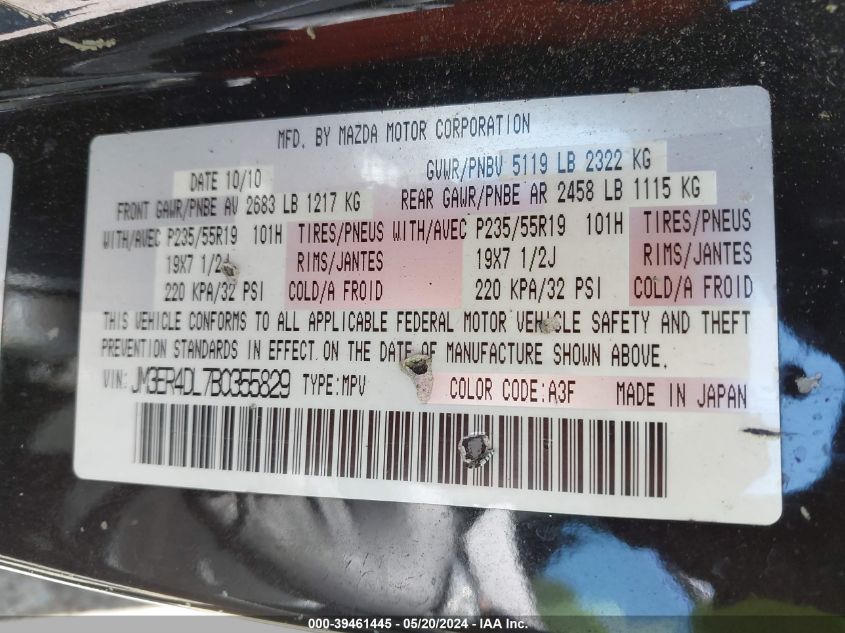 MFD. BY MAZDA MOTOR CORPORATION
DATE 10/10 GVWR/PNBV 5119 LB 2322 KG
FRONT GAWR/PNBE AV 2683 LB 1217 KG REAR GAWR/PNBE AR 2458 LB 1115 KG
WITH/AVEC P235/55R19 101H TIRES/PNEUS WITH/AVEC P235/55R19 101H TIRES/PNEUS
19X7 1/2J RIMS/JANTES 19X7 1/2J RIMS/JANTES
220 KPA/32 PSI COLD/A FROID 220 KPA/32 PSI COLD/A FROID
THIS VEHICLE CONFORMS TO ALL APPLICABLE FEDERAL MOTOR VEHICLE SAFETY AND THEFT
PREVENTION STANDARDS IN EFFECT ON THE DATE OF MANUFACTURE SHOWN ABOVE.
VIN: JM3ER4DL7B0355829 TYPE:MPV COLOR CODE:A3F MADE IN JAPAN
000-39461445 - 05/20/2024 - IAA Inc.